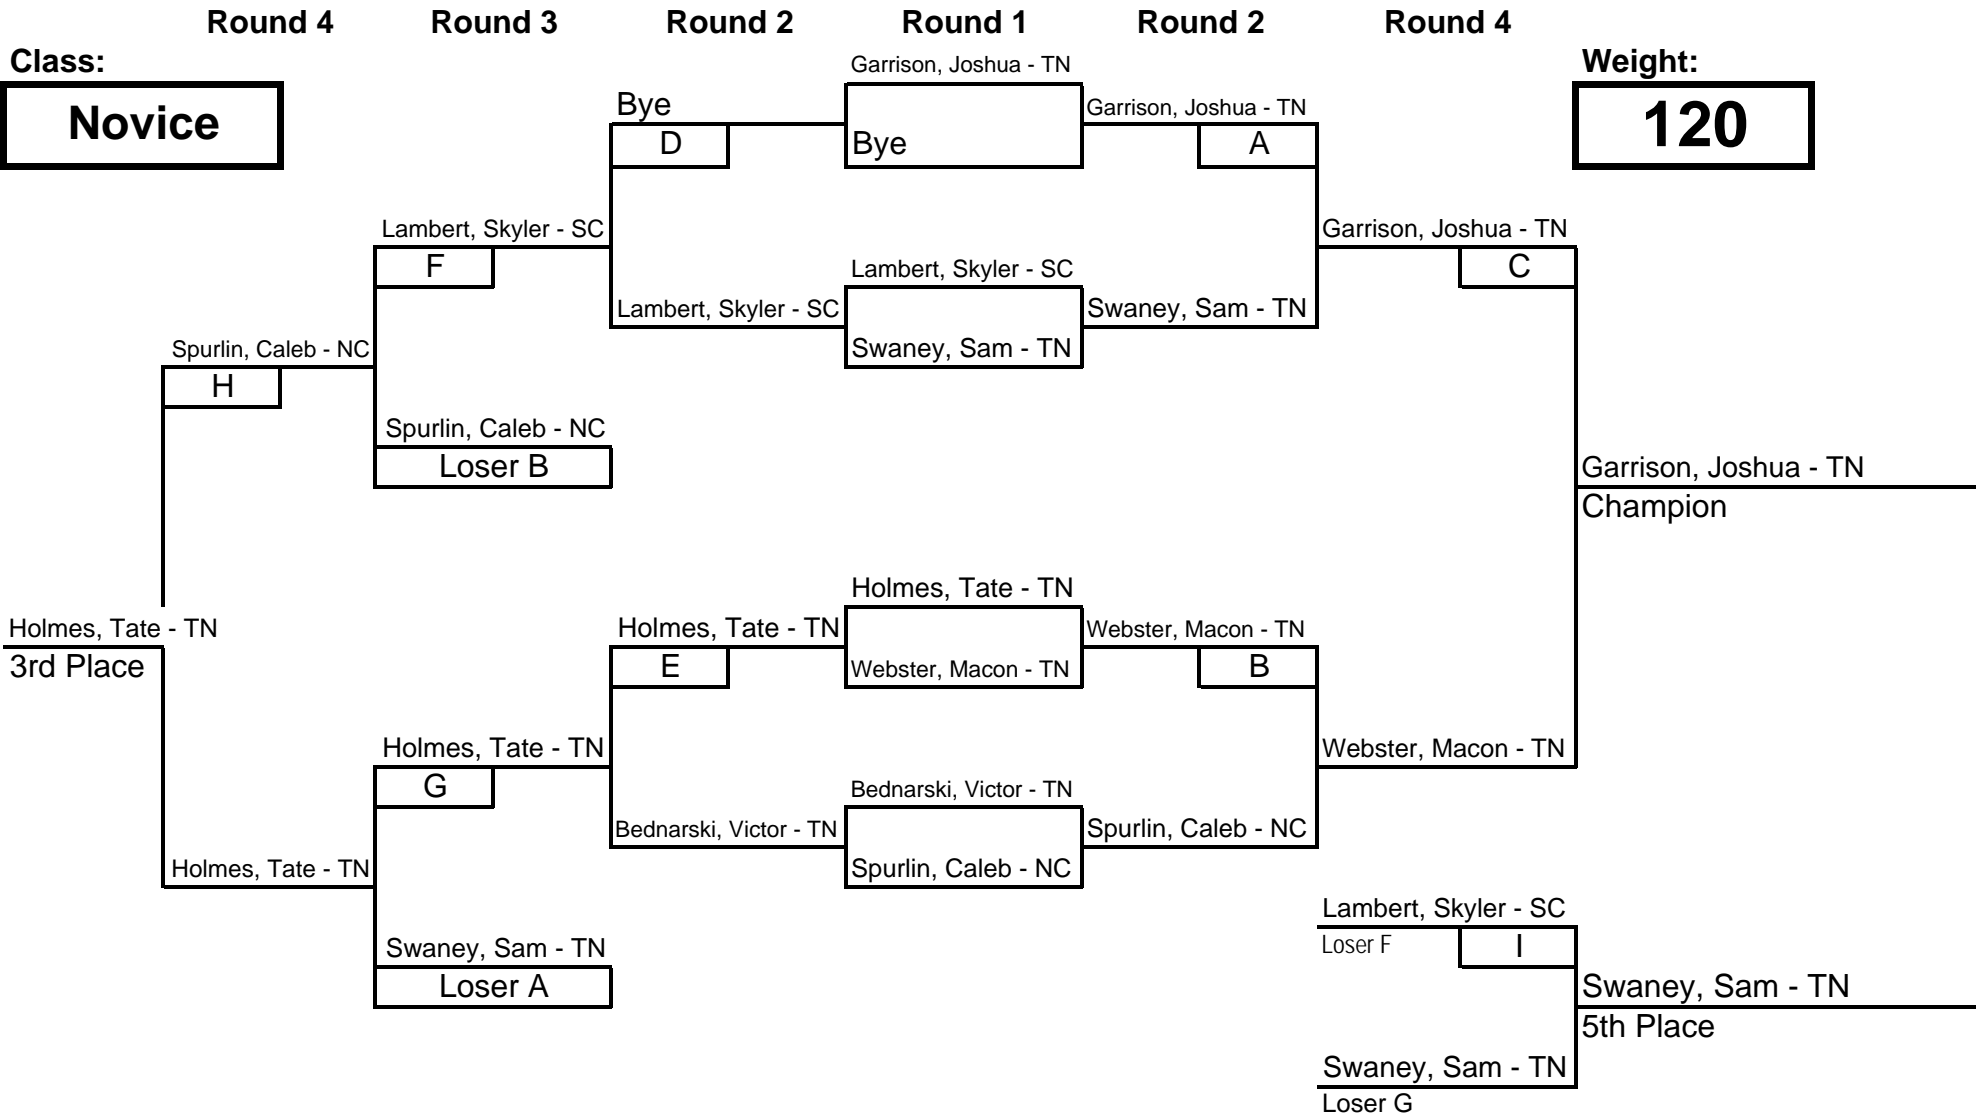 Round 4 Round 3 Round 2 Round 1 Round 2 Round 4
Class:
Weight:
Garrison, Joshua - TN
Novice
Bye
Garrison, Joshua - TN
120
D
Bye
A
Lambert, Skyler - SC
Garrison, Joshua - TN
F
Lambert, Skyler - SC
C
Lambert, Skyler - SC
Swaney, Sam - TN
Spurlin, Caleb - NC
Swaney, Sam - TN
H
Spurlin, Caleb - NC
Loser B
Garrison, Joshua - TN
Champion
Holmes, Tate - TN
Holmes, Tate - TN
Holmes, Tate - TN
Webster, Macon - TN
3rd Place
E
Webster, Macon - TN
B
Holmes, Tate - TN
Webster, Macon - TN
G
Bednarski, Victor - TN
Bednarski, Victor - TN
Spurlin, Caleb - NC
Holmes, Tate - TN
Spurlin, Caleb - NC
Lambert, Skyler - SC
Swaney, Sam - TN
Loser F
I
Loser A
Swaney, Sam - TN
5th Place
Swaney, Sam - TN
Loser G